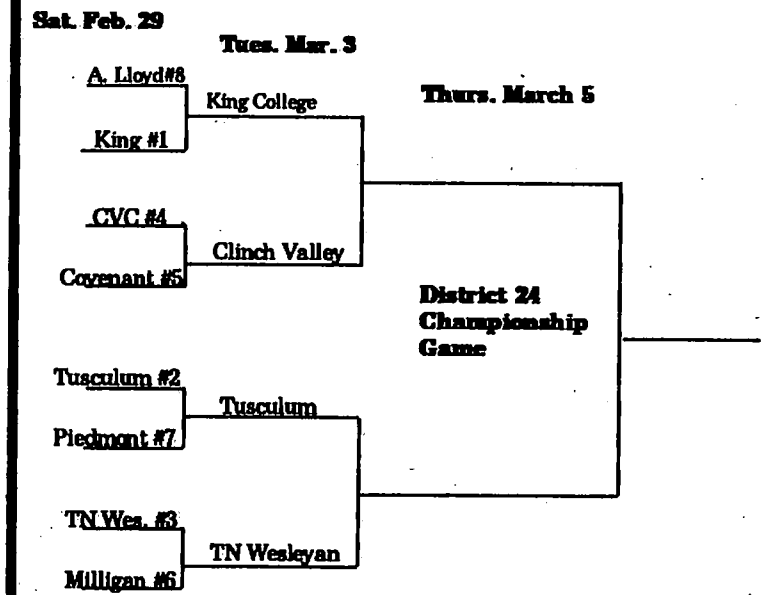 Sat. Feb. 29
Tues. Mar. 3
Thurs. March 5
A. Lloyd#8
King College
King #1
CVC #4
Clinch Valley
Covenant #5
District 24
Championship
Game
Tusculum #2
Tusculum
Piedmont #7
TN Wes. #3
TN Wesleyan
Milligan #6